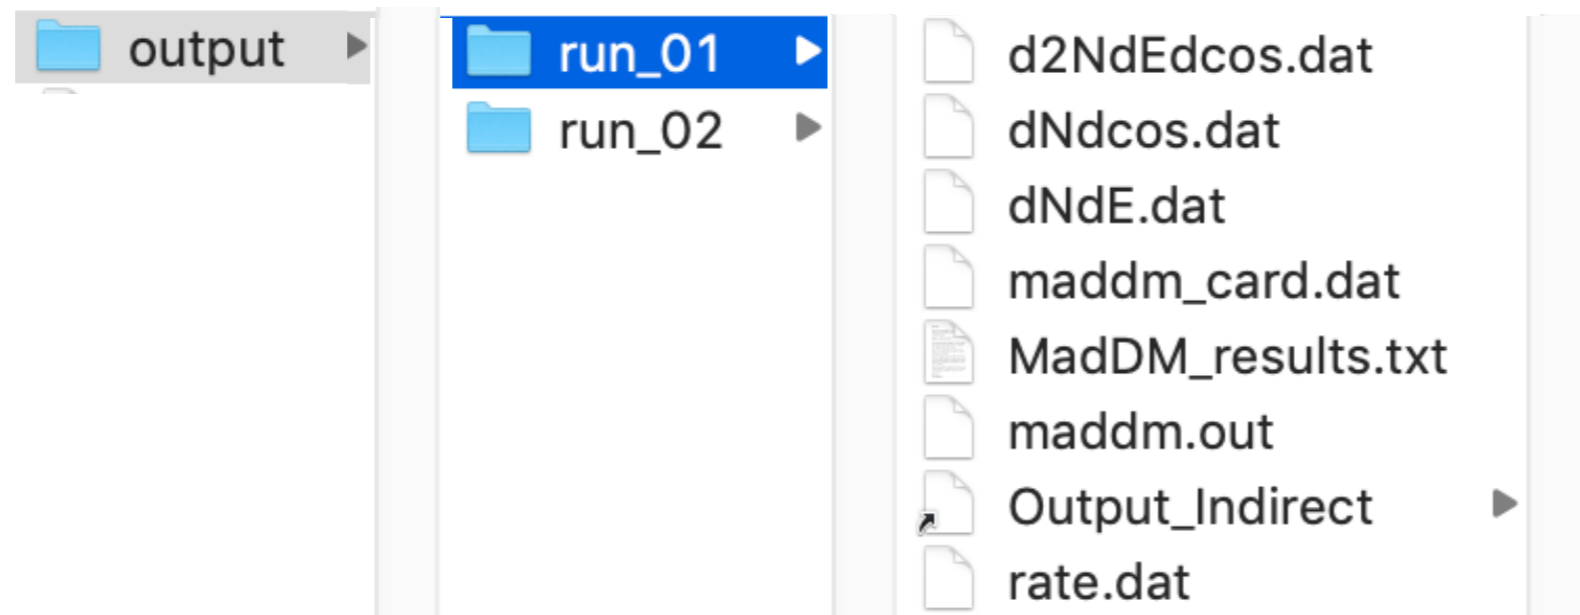 output
run_01
run_02
d2NdEdcos.dat
dNdcos.dat
dNdE.dat
maddm_card.dat
MadDM_results.txt
maddm.out
Output_Indirect
rate.dat